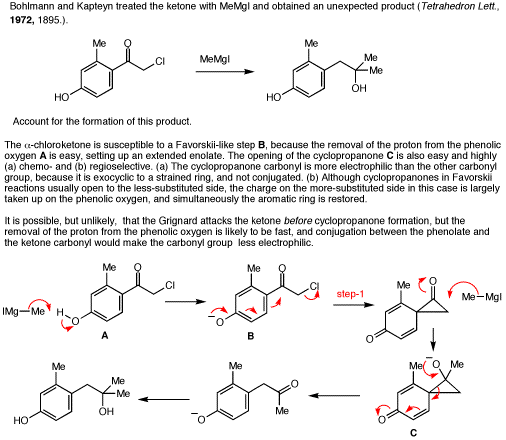 Bohlmann and Kapteyn treated the ketone with MeMgI and obtained an unexpected product (Tetrahedron Lett.,
1972, 1895.).
Me
O
Cl
HO
MeMgI
Me
Me
Me
OH
HO
Account for the formation of this product.
The α-chloroketone is susceptible to a Favorskii-like step B, because the removal of the proton from the phenolic
oxygen A is easy, setting up an extended enolate. The opening of the cyclopropanone C is also easy and highly
(a) chemo- and (b) regioselective. (a) The cyclopropanone carbonyl is more electrophilic than the other carbonyl
group, because it is exocyclic to a strained ring, and not conjugated. (b) Although cyclopropanones in Favorskii
reactions usually open to the less-substituted side, the charge on the more-substituted side in this case is largely
taken up on the phenolic oxygen, and simultaneously the aromatic ring is restored.
It is possible, but unlikely, that the Grignard attacks the ketone before cyclopropanone formation, but the
removal of the proton from the phenolic oxygen is likely to be fast, and conjugation between the phenolate and
the ketone carbonyl would make the carbonyl group less electrophilic.
IMg Me
H
O
Me
O
Cl
A
Me
O
Cl
O
B
step-1
Me
O
O
Me MgI
Me
Me
Me
OH
HO
Me
O
Me
O
O
Me
Me
O
C